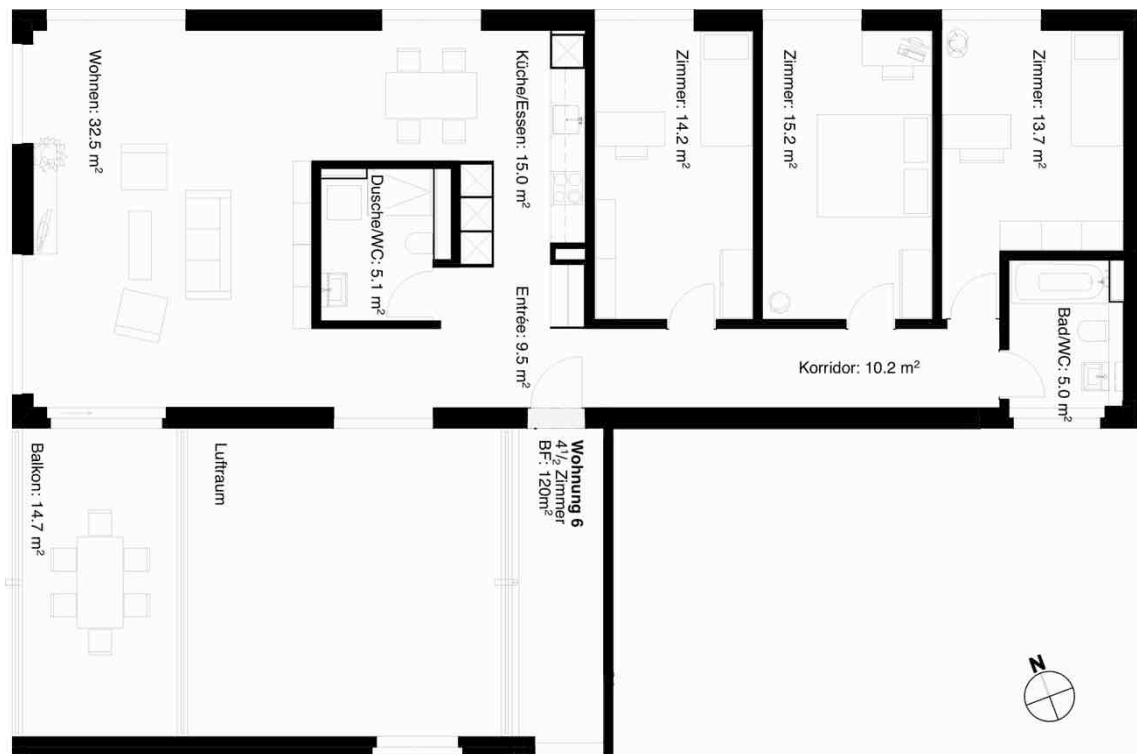 Wohnen: 32.5 m²
Küche/Essen: 15.0 m²
Zimmer: 14.2 m²
Zimmer: 15.2 m²
Zimmer: 13.7 m²
Dusche/WC: 5.1 m²
Entrée: 9.5 m²
Korridor: 10.2 m²
Bad/WC: 5.0 m²
Balkon: 14.7 m²
Luftraum
Wohnung 6
4½ Zimmer
BF: 120m²
N